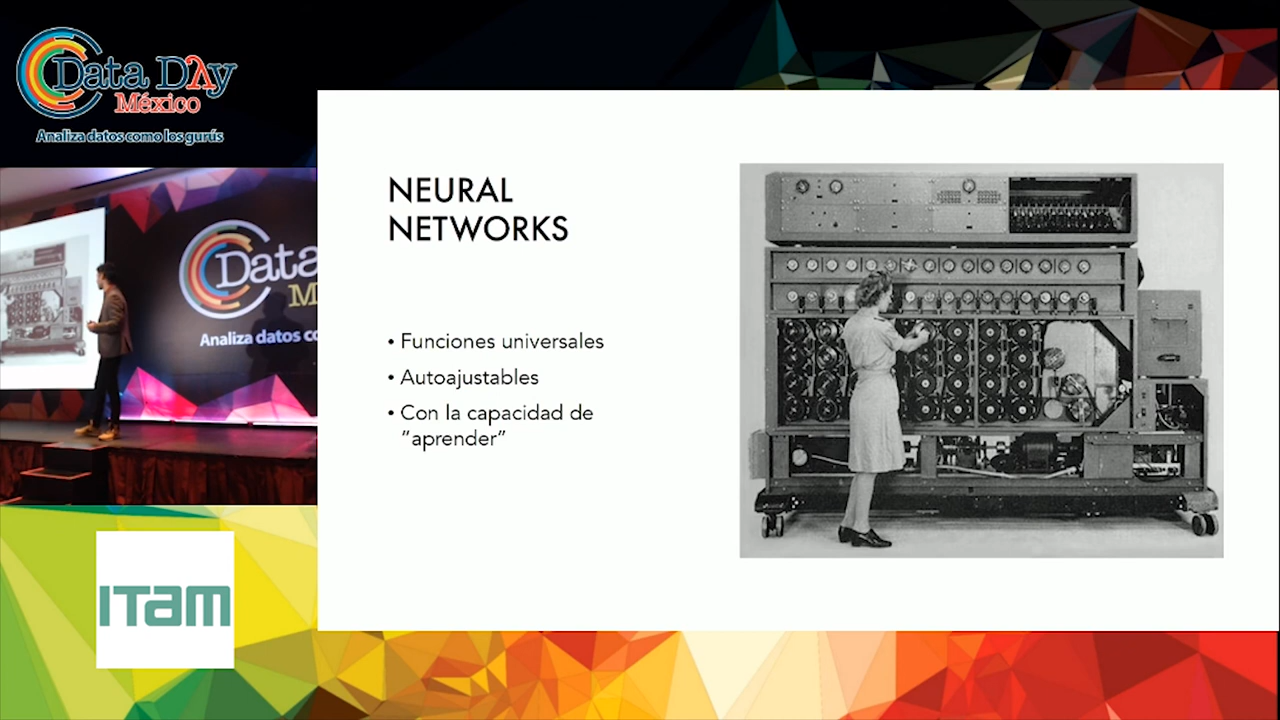 Data Day
México
Analiza datos como los gurús
NEURAL
NETWORKS
• Funciones universales
• Autoajustables
• Con la capacidad de
"aprender"
Data
M
Analiza datos co
ITAM